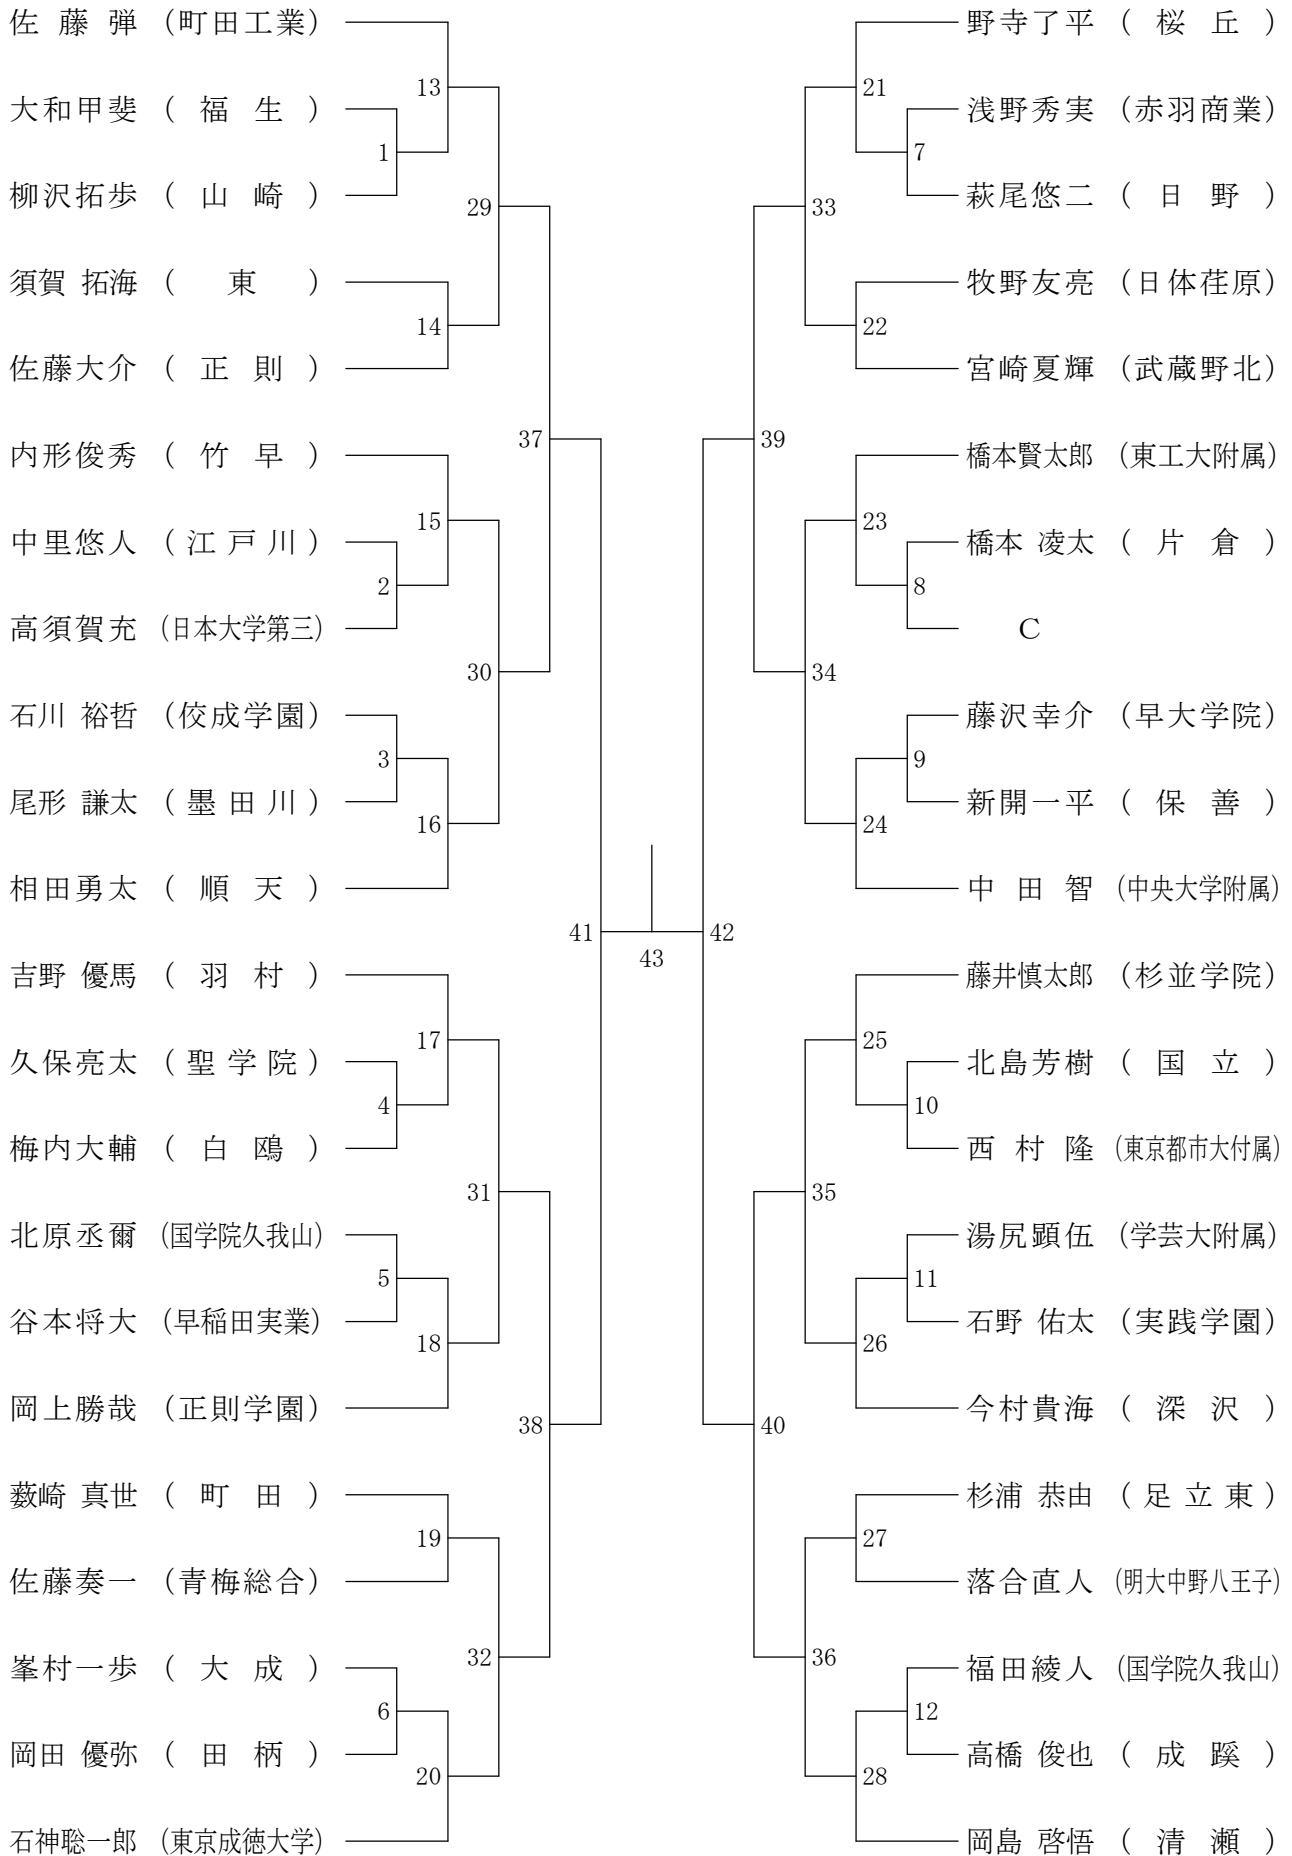 佐藤弾 (町田工業)
13
大和甲斐 (福生)
1
柳沢拓歩 (山崎)
29
須賀 拓海 (東)
14
佐藤大介 (正則)
37
内形俊秀 (竹早)
15
中里悠人 (江戸川)
2
高須賀充 (日本大学第三)
30
石川 裕哲 (佼成学園)
3
尾形 謙太 (墨田川)
16
相田勇太 (順天)
41
吉野 優馬 (羽村)
17
久保亮太 (聖学院)
4
梅内大輔 (白鴎)
31
北原丞爾 (国学院久我山)
5
谷本将大 (早稲田実業)
18
岡上勝哉 (正則学園)
38
薮崎 真世 (町田)
19
佐藤奏一 (青梅総合)
32
峯村一歩 (大成)
6
岡田 優弥 (田柄)
20
石神聡一郎 (東京成徳大学)
43
野寺了平 (桜丘)
21
浅野秀実 (赤羽商業)
7
萩尾悠二 (日野)
33
牧野友亮 (日体荏原)
22
宮崎夏輝 (武蔵野北)
39
橋本賢太郎 (東工大附属)
23
橋本 凌太 (片倉)
8
C
34
藤沢幸介 (早大学院)
9
新開一平 (保善)
24
中田智 (中央大学附属)
42
藤井慎太郎 (杉並学院)
25
北島芳樹 (国立)
10
西村隆 (東京都市大付属)
35
湯尻顕伍 (学芸大附属)
11
石野 佑太 (実践学園)
26
今村貴海 (深沢)
40
杉浦 恭由 (足立東)
27
落合直人 (明大中野八王子)
36
福田綾人 (国学院久我山)
12
高橋 俊也 (成蹊)
28
岡島 啓悟 (清瀬)